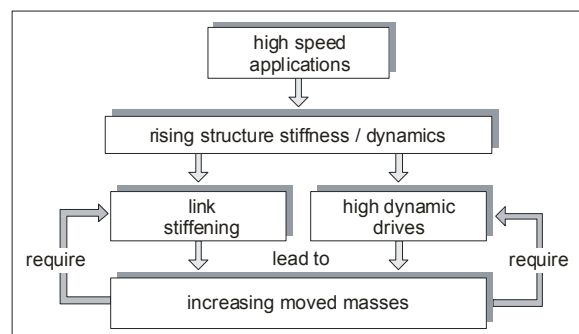 high speed
applications
rising structure stiffness / dynamics
link
stiffening
high dynamic
drives
require
lead to
require
increasing moved masses